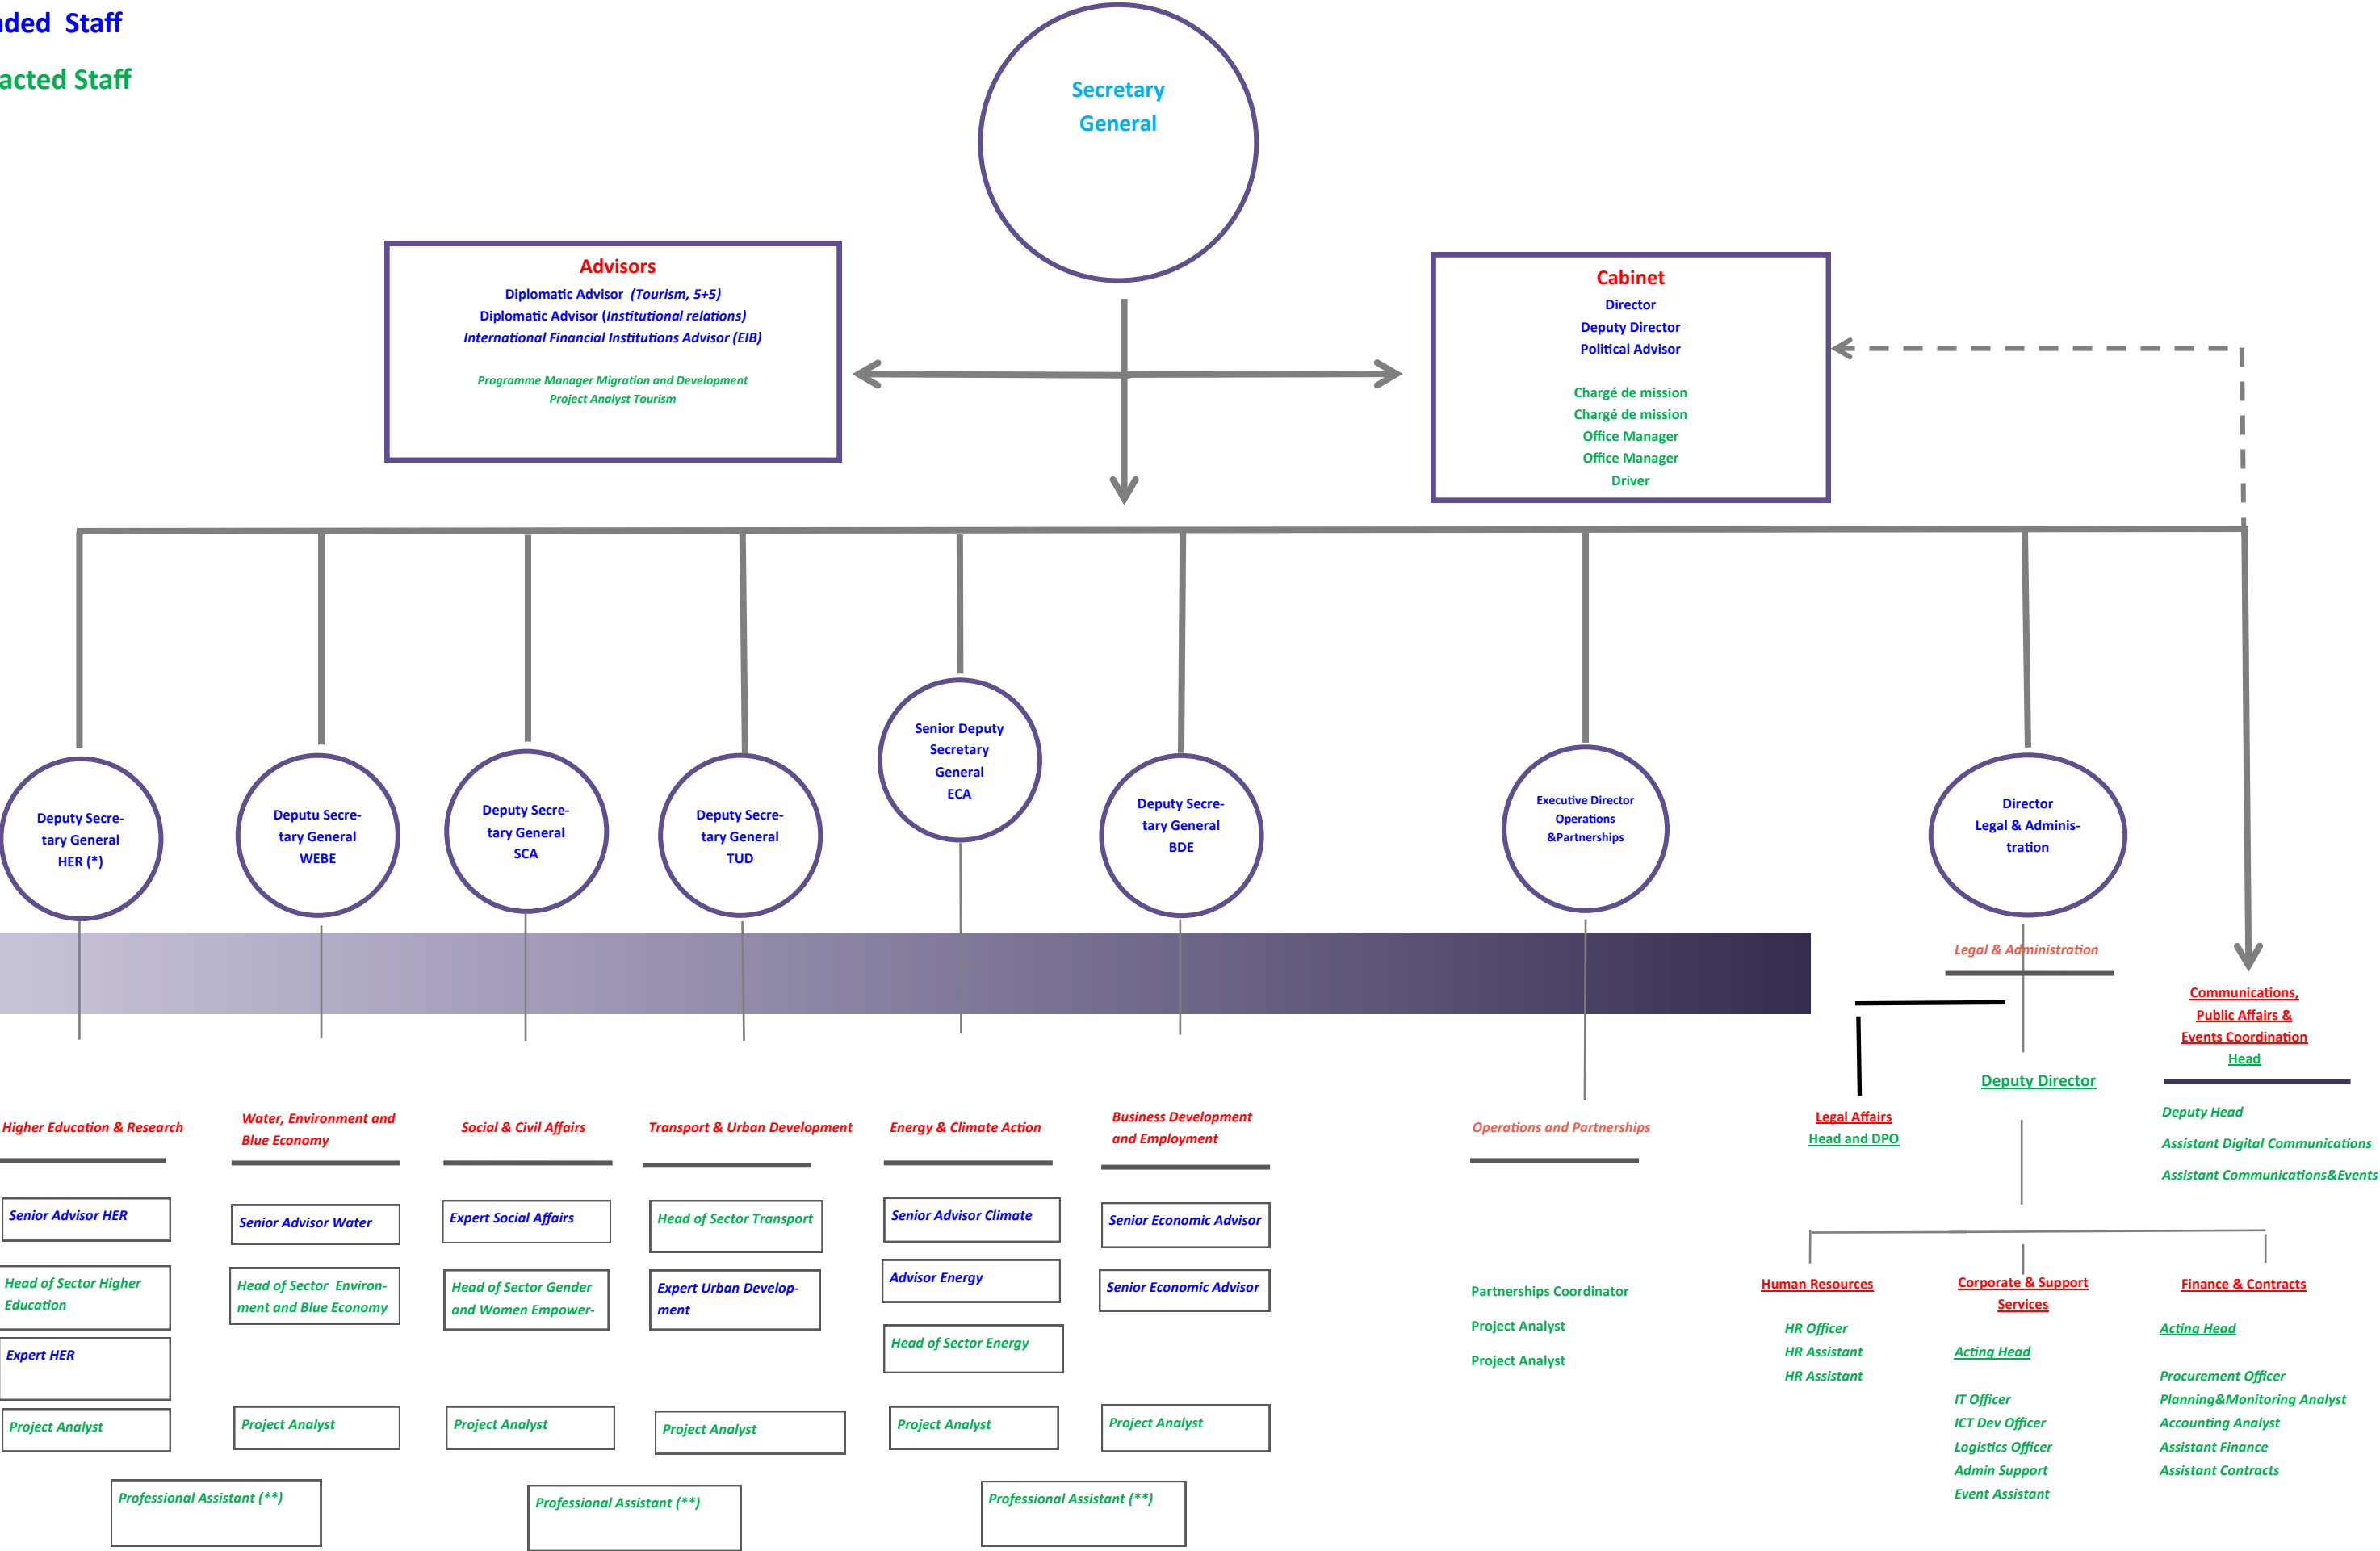 ded Staff
acted Staff
Secretary
General
Advisors
Diplomatic Advisor (Tourism, 5+5)
Diplomatic Advisor (Institutional relations)
International Financial Institutions Advisor (EIB)
Programme Manager Migration and Development
Project Analyst Tourism
Cabinet
Director
Deputy Director
Political Advisor
Chargé de mission
Chargé de mission
Office Manager
Office Manager
Driver
Deputy Secre-
tary General
HER (*)
Deputu Secre-
tary General
WEBE
Deputy Secre-
tary General
SCA
Deputy Secre-
tary General
TUD
Senior Deputy
Secretary
General
ECA
Deputy Secre-
tary General
BDE
Executive Director
Operations
&Partnerships
Director
Legal & Adminis-
tration
Higher Education & Research
Senior Advisor HER
Head of Sector Higher
Education
Expert HER
Project Analyst
Water, Environment and
Blue Economy
Senior Advisor Water
Head of Sector Environ-
ment and Blue Economy
Project Analyst
Professional Assistant (**)
Social & Civil Affairs
Expert Social Affairs
Head of Sector Gender
and Women Empower-
Project Analyst
Transport & Urban Development
Head of Sector Transport
Expert Urban Develop-
ment
Project Analyst
Professional Assistant (**)
Energy & Climate Action
Senior Advisor Climate
Advisor Energy
Head of Sector Energy
Project Analyst
Business Development
and Employment
Senior Economic Advisor
Senior Economic Advisor
Project Analyst
Professional Assistant (**)
Operations and Partnerships
Partnerships Coordinator
Project Analyst
Project Analyst
Legal & Administration
Legal Affairs
Head and DPO
Deputy Director
Human Resources
HR Officer
HR Assistant
HR Assistant
Corporate & Support
Services
Acting Head
IT Officer
ICT Dev Officer
Logistics Officer
Admin Support
Event Assistant
Finance & Contracts
Acting Head
Procurement Officer
Planning&Monitoring Analyst
Accounting Analyst
Assistant Finance
Assistant Contracts
Communications,
Public Affairs &
Events Coordination
Head
Deputy Head
Assistant Digital Communications
Assistant Communications&Events